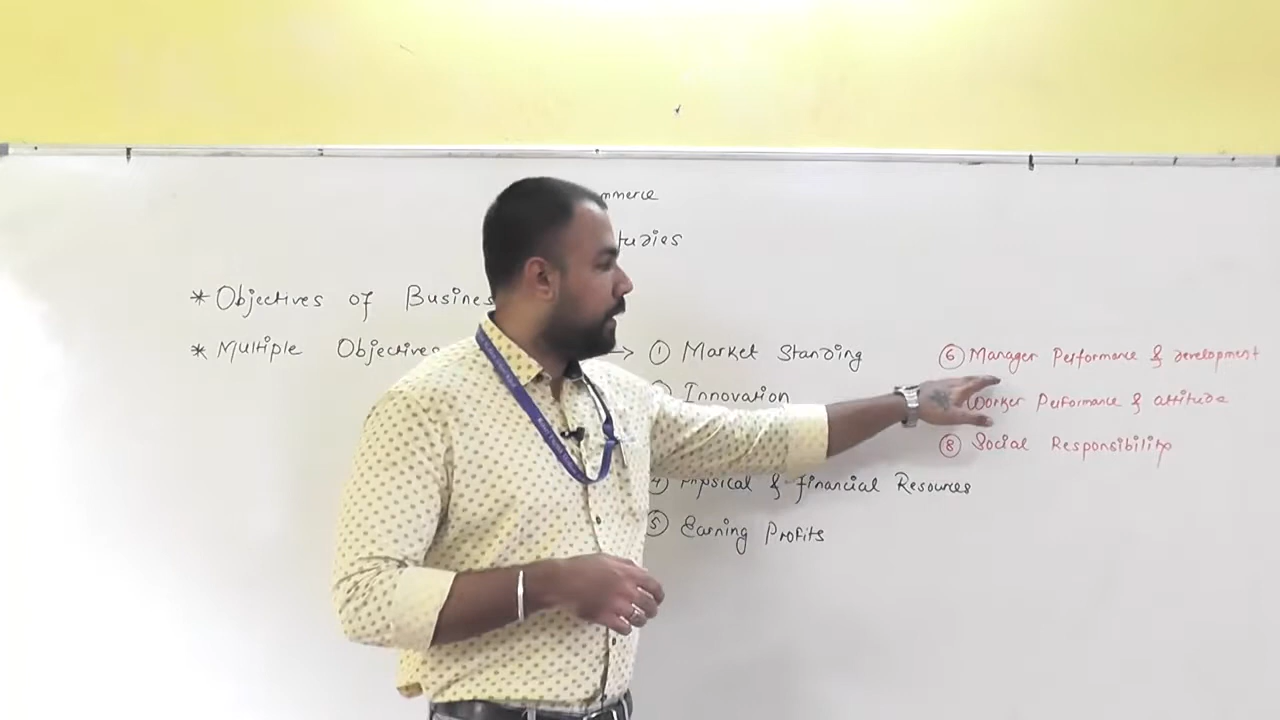 mmerce
tudies
* Objectives of Busines
* Multiple Objectives → ① Market Standing
Innovation
4) Physical & Financial Resources
⑤ Earning Profits
⑥ Manager Performance & Development
Worker Performance & attitude
⑧ Social Responsibility